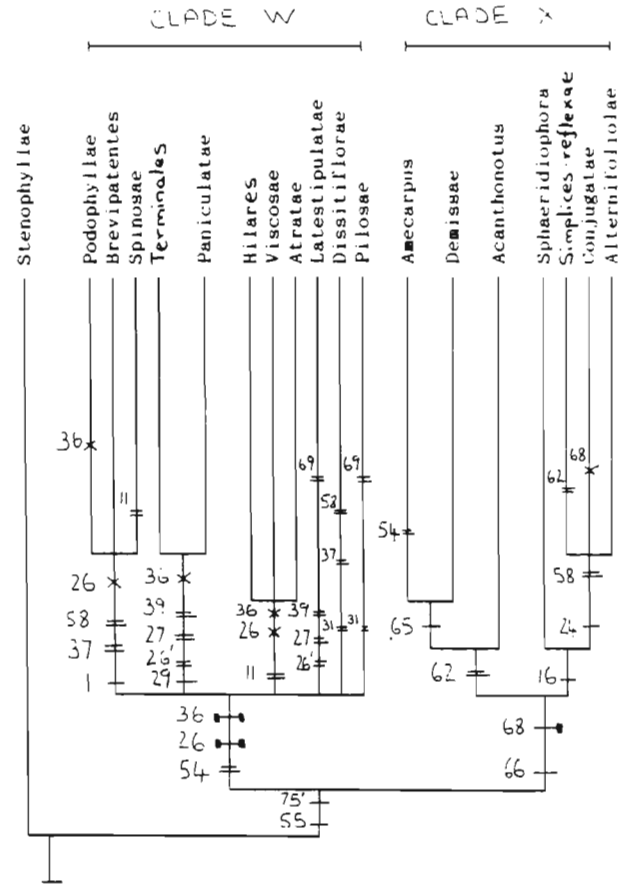 CLADE W
CLADE X
Stenophyllae
Podophyllae
Brevipatentes
Spinosae
Terminales
Paniculatae
Hilares
Viscosae
Atratae
Latestipulatae
Dissitiflorae
Pilosae
Amecarpus
Demissae
Acanthonotus
Sphaeridiophora
Simplices-reflexae
Conjugatae
Alternifoliolae
36
68
69 69
62
11 58
54
37
26 36 58
58 39 36 39 31 31 65 24
37 27 26 27
1 26' 29 11 26' 62 16
36
26 68
54 66
75'
55